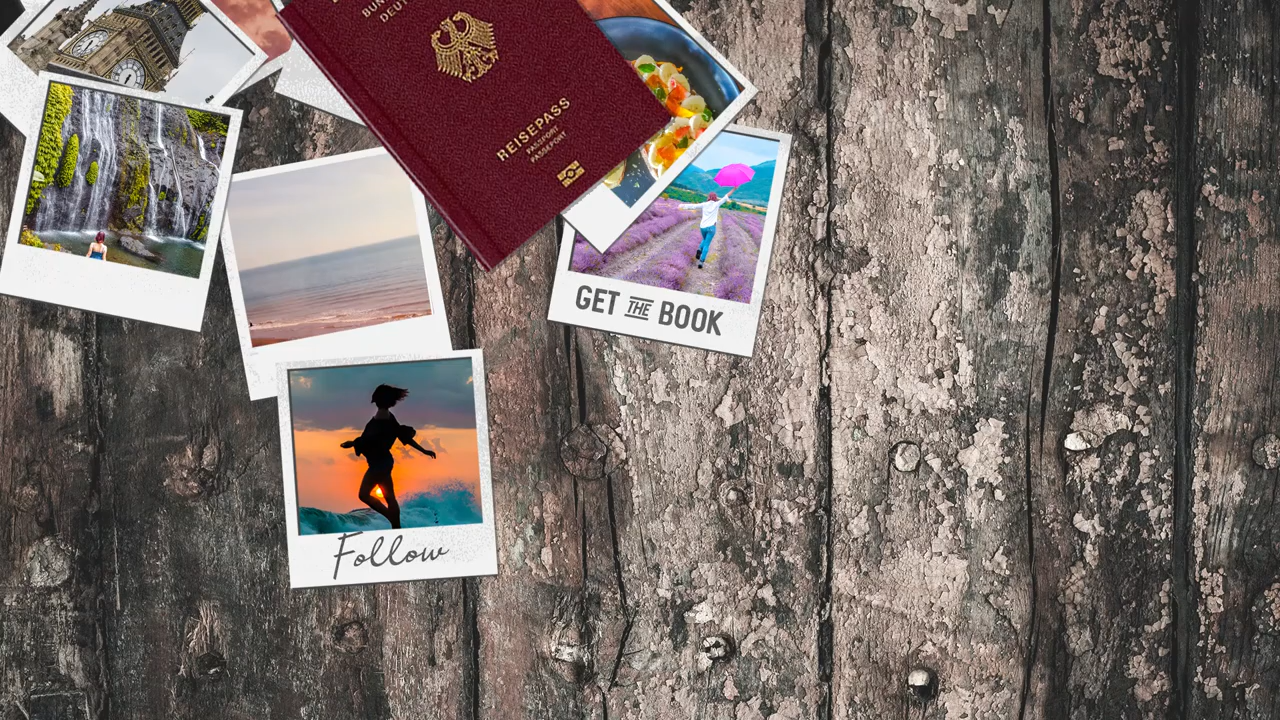 REISEPASS
PASSPORT
PASSEPORT
GET THE BOOK
Follow